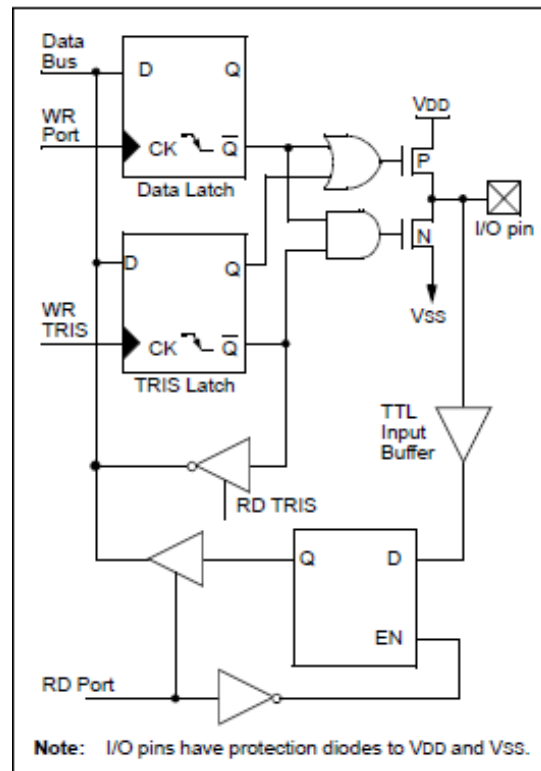 Data
Bus
D
Q
VDD
WR
Port
CK
Q
P
Data Latch
I/O pin
N
D
Q
WR
TRIS
VSS
CK
Q
TRIS Latch
TTL
Input
Buffer
RD TRIS
Q
D
EN
RD Port
Note: I/O pins have protection diodes to VDD and VSS.